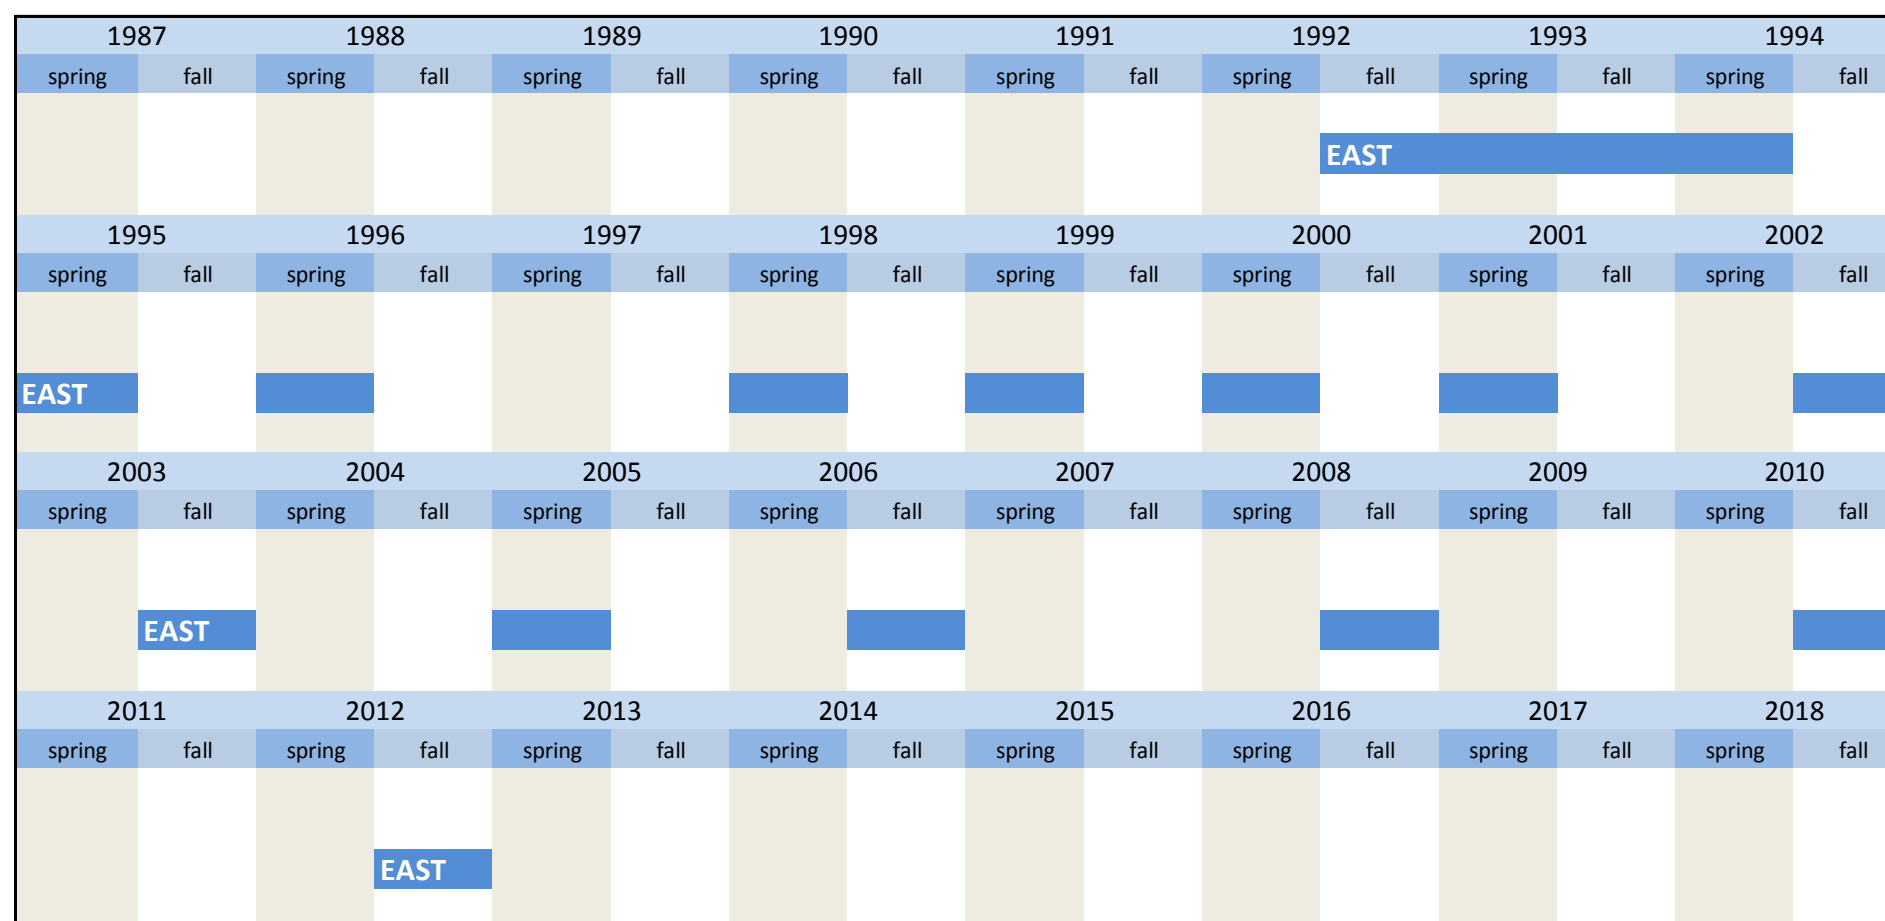 1987 1988 1989 1990 1991 1992 1993 1994
spring fall spring fall spring fall spring fall spring fall spring fall spring fall spring fall
EAST
1995 1996 1997 1998 1999 2000 2001 2002
spring fall spring fall spring fall spring fall spring fall spring fall spring fall spring fall
EAST
2003 2004 2005 2006 2007 2008 2009 2010
spring fall spring fall spring fall spring fall spring fall spring fall spring fall spring fall
EAST
2011 2012 2013 2014 2015 2016 2017 2018
spring fall spring fall spring fall spring fall spring fall spring fall spring fall spring fall
EAST